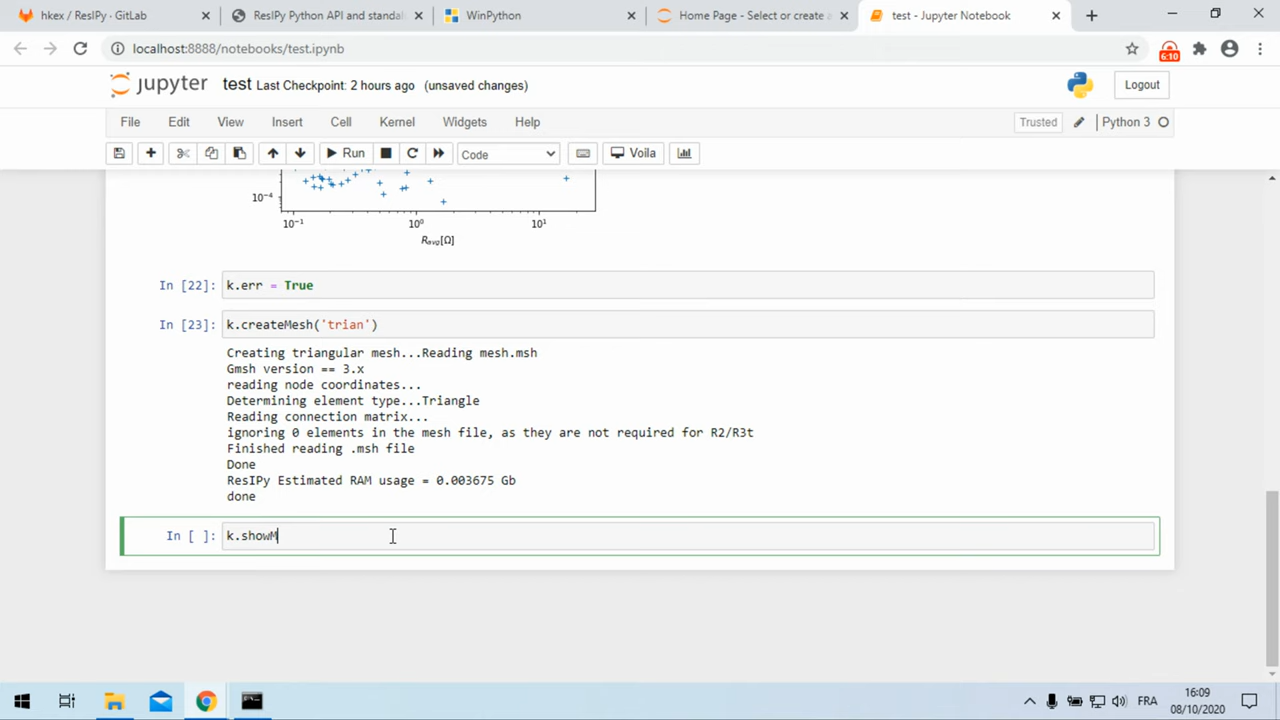 hkex / ResIPy · GitLab
ResIPy Python API and standal
WinPython
Home Page - Select or create a
test - Jupyter Notebook
localhost:8888/notebooks/test.ipynb
6:10
jupyter test Last Checkpoint: 2 hours ago (unsaved changes)
Logout
File Edit View Insert Cell Kernel Widgets Help
Trusted Python 3
Run Code Voila
10⁻⁴
10⁻¹ 10⁰ 10¹
Ravg[Ω]
In [22]: k.err = True
In [23]: k.createMesh('trian')
Creating triangular mesh...Reading mesh.msh
Gmsh version == 3.x
reading node coordinates...
Determining element type...Triangle
Reading connection matrix...
ignoring 0 elements in the mesh file, as they are not required for R2/R3t
Finished reading .msh file
Done
ResIPy Estimated RAM usage = 0.003675 Gb
done
In [ ]: k.showM
FRA
16:09
08/10/2020